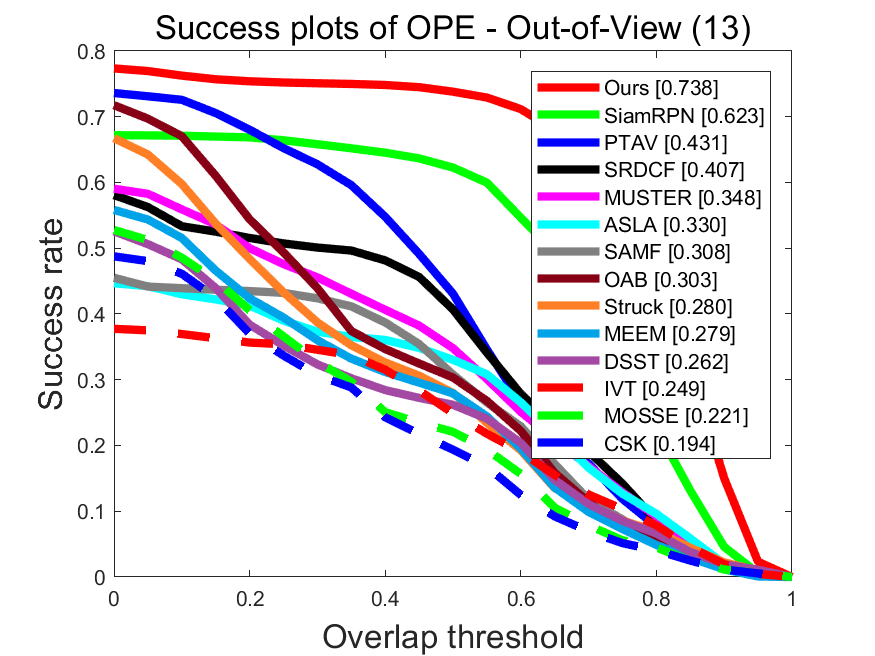 Success plots of OPE - Out-of-View (13)
0.8
0.7
0.6
0.5
0.4
0.3
0.2
0.1
0
Success rate
Ours [0.738]
SiamRPN [0.623]
PTAV [0.431]
SRDCF [0.407]
MUSTER [0.348]
ASLA [0.330]
SAMF [0.308]
OAB [0.303]
Struck [0.280]
MEEM [0.279]
DSST [0.262]
IVT [0.249]
MOSSE [0.221]
CSK [0.194]
0 0.2 0.4 0.6 0.8 1
Overlap threshold